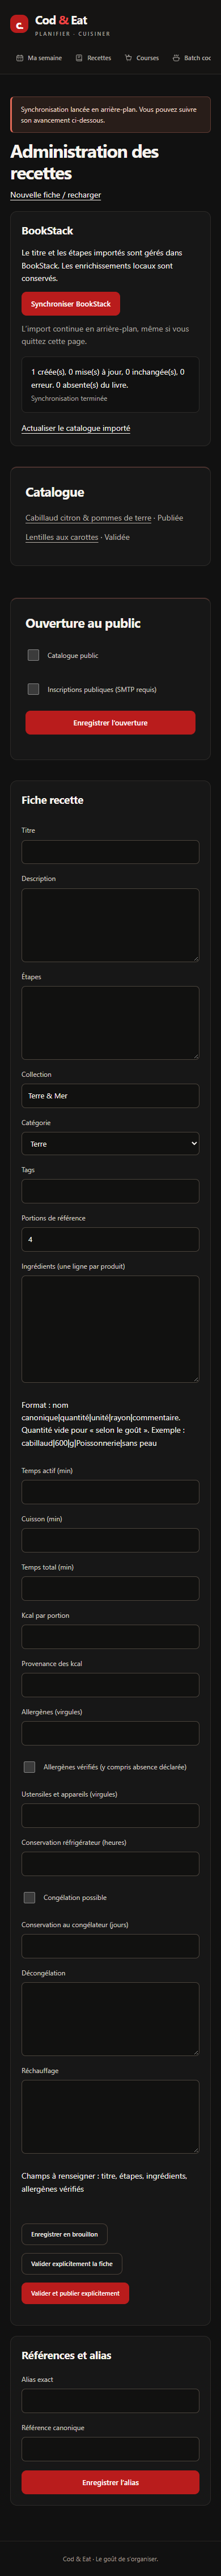 Cod & Eat
PLANIFIER · CUISINER
Ma semaine
Recettes
Courses
Batch coo
Synchronisation lancée en arrière-plan. Vous pouvez suivre
son avancement ci-dessous.
Administration des
recettes
Nouvelle fiche / recharger
BookStack
Le titre et les étapes importés sont gérés dans
BookStack. Les enrichissements locaux sont
conservés.
Synchroniser BookStack
L'import continue en arrière-plan, même si vous
quittez cette page.
1 créée(s), 0 mise(s) à jour, 0 inchangée(s), 0
erreur. 0 absente(s) du livre.
Synchronisation terminée
Actualiser le catalogue importé
Catalogue
Cabillaud citron & pommes de terre · Publiée
Lentilles aux carottes · Validée
Ouverture au public
Catalogue public
Inscriptions publiques (SMTP requis)
Enregistrer l'ouverture
Fiche recette
Titre
Description
Étapes
Collection
Terre & Mer
Catégorie
Terre
Tags
Portions de référence
4
Ingrédients (une ligne par produit)
Format : nom
canonique|quantité|unité|rayon|commentaire.
Quantité vide pour « selon le goût ». Exemple :
cabillaud|600|g|Poissonnerie|sans peau
Temps actif (min)
Cuisson (min)
Temps total (min)
Kcal par portion
Provenance des kcal
Allergènes (virgules)
Allergènes vérifiés (y compris absence déclarée)
Ustensiles et appareils (virgules)
Conservation réfrigérateur (heures)
Congélation possible
Conservation au congélateur (jours)
Décongélation
Réchauffage
Champs à renseigner : titre, étapes, ingrédients,
allergènes vérifiés
Enregistrer en brouillon
Valider explicitement la fiche
Valider et publier explicitement
Références et alias
Alias exact
Référence canonique
Enregistrer l'alias
Cod & Eat · Le goût de s'organiser.